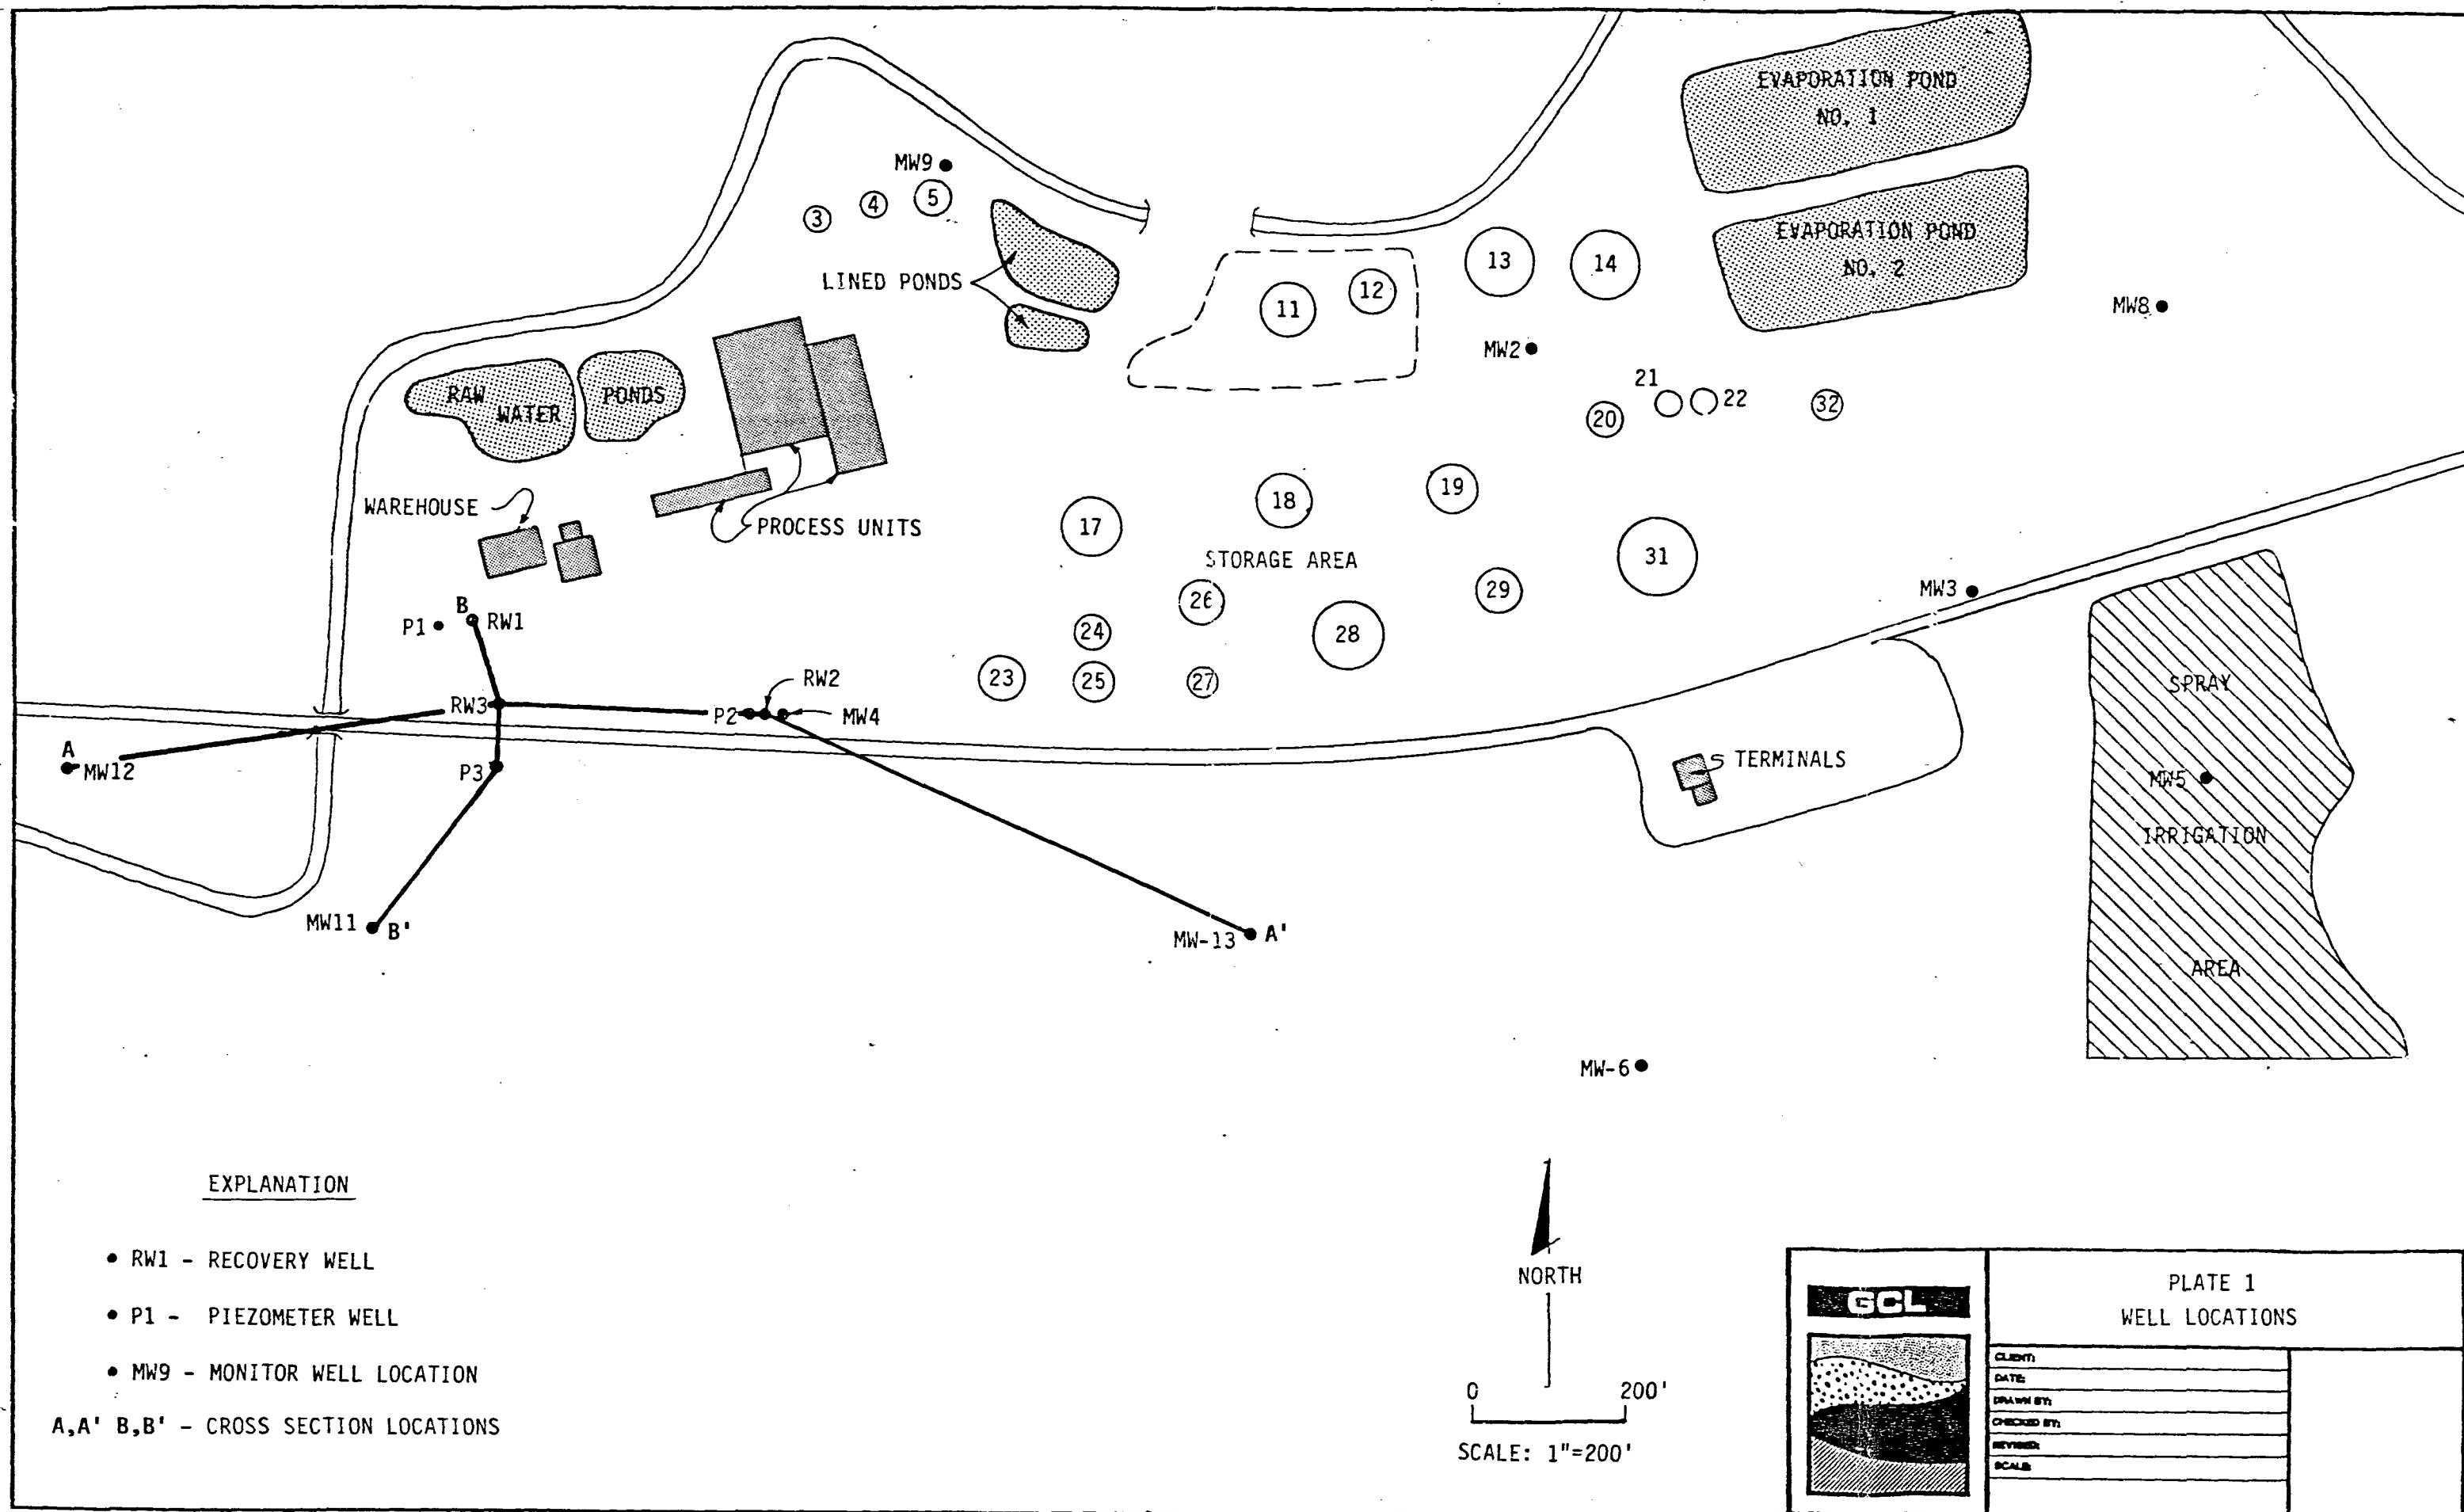 EVAPORATION POND
NO. 1
MW9
5
4
3
EVAPORATION POND
NO. 2
13
14
LINED PONDS
11
12
MW8
MW2
RAW
WATER
PONDS
21
22
20
32
WAREHOUSE
PROCESS UNITS
17
18
19
STORAGE AREA
31
26
29
MW3
B
P1
RW1
24
28
23
25
27
RW2
SPRAY
RW3
P2
MW4
A
MW12
P3
TERMINALS
MW5
IRRIGATION
MW11
B'
MW-13
A'
AREA
MW-6
EXPLANATION
RW1 - RECOVERY WELL
P1 - PIEZOMETER WELL
MW9 - MONITOR WELL LOCATION
A,A' B,B' - CROSS SECTION LOCATIONS
NORTH
0 200'
SCALE: 1"=200'
GCL
PLATE 1
WELL LOCATIONS
CLIENT:
DATE:
DRAWN BY:
CHECKED BY:
REVISED:
SCALE: